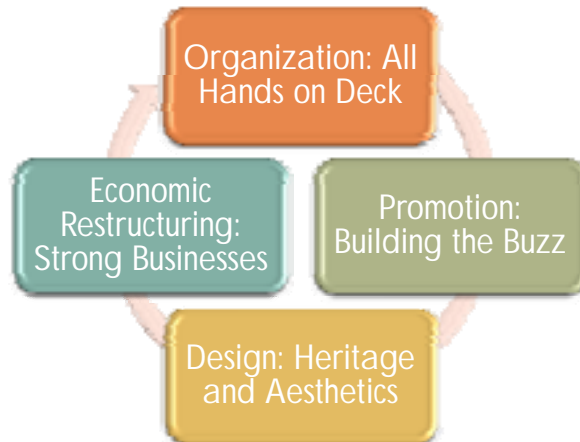 Organization: All
Hands on Deck
Economic
Restructuring:
Strong Businesses
Promotion:
Building the Buzz
Design: Heritage
and Aesthetics